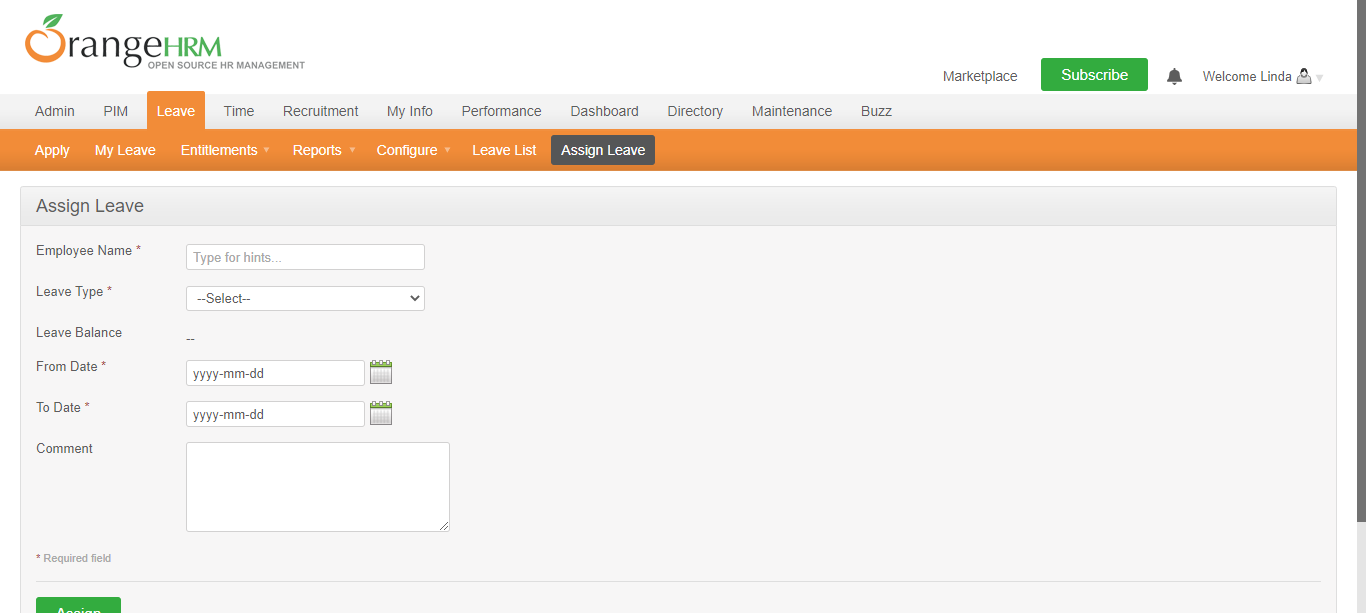 OrangeHRM
OPEN SOURCE HR MANAGEMENT
Marketplace Subscribe Welcome Linda
Admin PIM Leave Time Recruitment My Info Performance Dashboard Directory Maintenance Buzz
Apply My Leave Entitlements Reports Configure Leave List Assign Leave
Assign Leave
Employee Name * Type for hints...
Leave Type * --Select--
Leave Balance --
From Date * yyyy-mm-dd
To Date * yyyy-mm-dd
Comment
* Required field
Assign